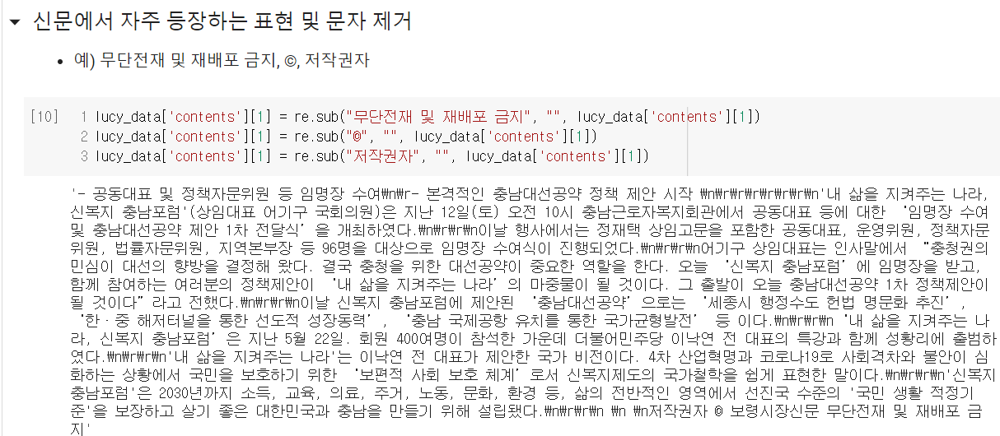 신문에서 자주 등장하는 표현 및 문자 제거
예) 무단전재 및 재배포 금지, ©, 저작권자
[10]
1 lucy_data['contents'][1] = re.sub("무단전재 및 재배포 금지", "", lucy_data['contents'][1])
2 lucy_data['contents'][1] = re.sub("©", "", lucy_data['contents'][1])
3 lucy_data['contents'][1] = re.sub("저작권자", "", lucy_data['contents'][1])
'- 공동대표 및 정책자문위원 등 임명장 수여₩n₩r- 본격적인 충남대선공약 정책 제안 시작 ₩n₩r₩r₩r₩r₩r₩r₩n'내 삶을 지켜주는 나라,
신복지 충남포럼'(상임대표 어기구 국회의원)은 지난 12일(토) 오전 10시 충남근로자복지회관에서 공동대표 등에 대한 ‘임명장 수여
및 충남대선공약 제안 1차 전달식’을 개최하였다.₩n₩r₩r₩n이날 행사에서는 정재택 상임고문을 포함한 공동대표, 운영위원, 정책자문
위원, 법률자문위원, 지역본부장 등 96명을 대상으로 임명장 수여식이 진행되었다.₩n₩r₩r₩n어기구 상임대표는 인사말에서 “충청권의
민심이 대선의 향방을 결정해 왔다. 결국 충청을 위한 대선공약이 중요한 역할을 한다. 오늘 ‘신복지 충남포럼’에 임명장을 받고,
함께 참여하는 여러분의 정책제안이 ‘내 삶을 지켜주는 나라’의 마중물이 될 것이다. 그 출발이 오늘 충남대선공약 1차 정책제안이
될 것이다”라고 전했다.₩n₩r₩r₩n이날 신복지 충남포럼에 제안된 ‘충남대선공약’으로는 ‘세종시 행정수도 헌법 명문화 추진’,
‘한·중 해저터널을 통한 선도적 성장동력’, ‘충남 국제공항 유치를 통한 국가균형발전’ 등 이다.₩n₩r₩r₩n‘내 삶을 지켜주는 나
라, 신복지 충남포럼’은 지난 5월 22일. 회원 400여명이 참석한 가운데 더불어민주당 이낙연 전 대표의 특강과 함께 성황리에 출범하
였다.₩n₩r₩r₩n'내 삶을 지켜주는 나라'는 이낙연 전 대표가 제안한 국가 비전이다. 4차 산업혁명과 코로나19로 사회격차와 불안이 심
화하는 상황에서 국민을 보호하기 위한 ‘보편적 사회 보호 체계’로서 신복지제도의 국가철학을 쉽게 표현한 말이다.₩n₩r₩r₩n'신복지
충남포럼'은 2030년까지 소득, 교육, 의료, 주거, 노동, 문화, 환경 등, 삶의 전반적인 영역에서 선진국 수준의 '국민 생활 적정기
준'을 보장하고 살기 좋은 대한민국과 충남을 만들기 위해 설립됐다.₩n₩r₩r₩n ₩n ₩n저작권자 © 보령시장신문 무단전재 및 재배포 금
지'